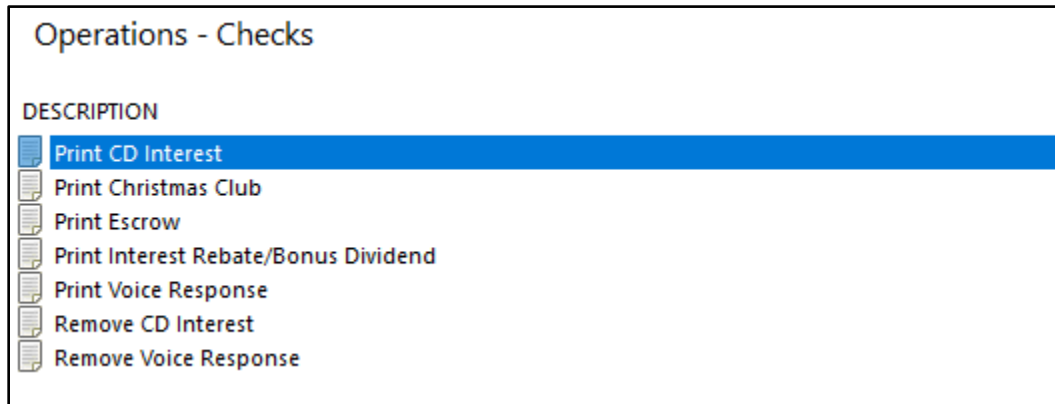 Operations - Checks
DESCRIPTION
Print CD Interest
Print Christmas Club
Print Escrow
Print Interest Rebate/Bonus Dividend
Print Voice Response
Remove CD Interest
Remove Voice Response